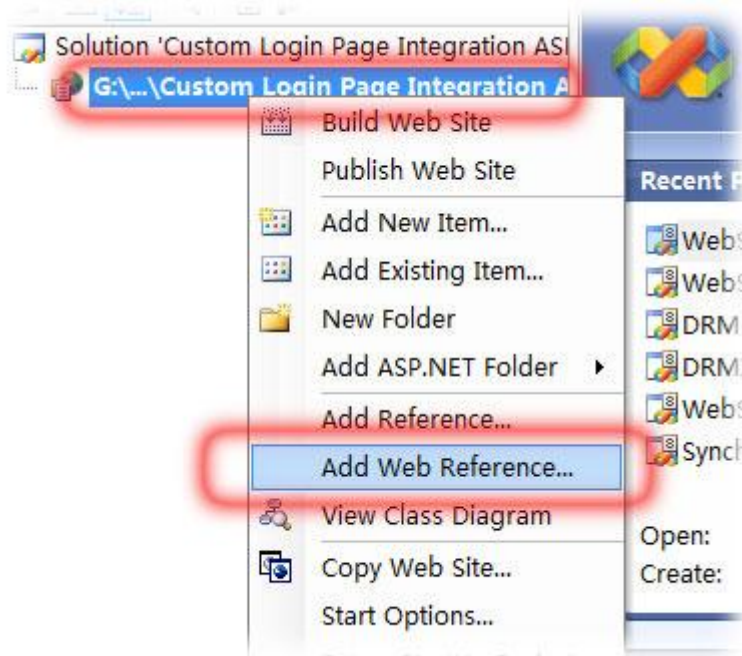 Solution 'Custom Login Page Integration ASI
G:\...\Custom Login Page Integration A
Build Web Site
Publish Web Site
Recent
Add New Item...
Web
Add Existing Item...
Web
New Folder
DRM
Add ASP.NET Folder
DRM
Add Reference...
Web
Add Web Reference...
Synch
View Class Diagram
Open:
Copy Web Site...
Create:
Start Options...